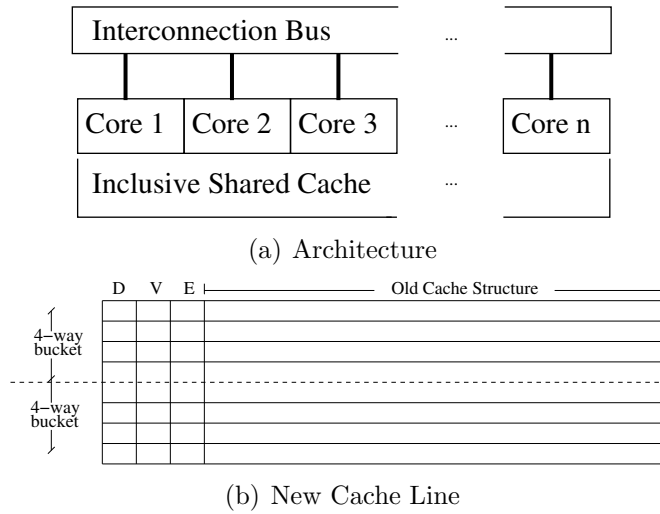 Interconnection Bus ...
Core 1 Core 2 Core 3 ... Core n
Inclusive Shared Cache ...
(a) Architecture
D V E Old Cache Structure
4−way
bucket
4−way
bucket
(b) New Cache Line